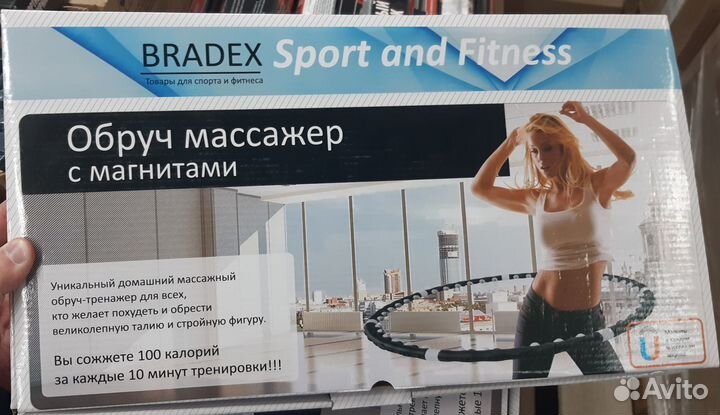 BRADEX Sport and Fitness
Товары для спорта и фитнеса
Обруч массажер
с магнитами
Уникальный домашний массажный
обруч-тренажер для всех,
кто желает похудеть и обрести
великолепную талию и стройную фигуру.
Вы сожжете 100 калорий
за каждые 10 минут тренировки!!!
U
Avito